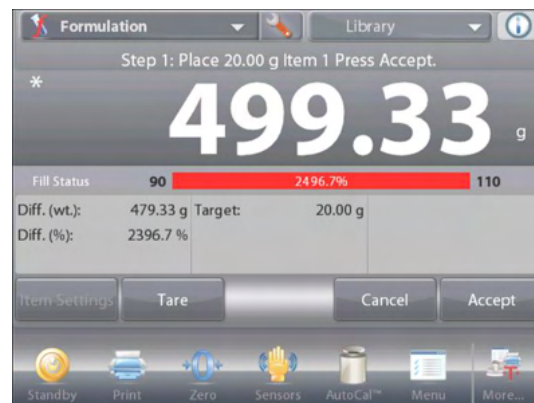 Formulation Library
Step 1: Place 20.00 g Item 1 Press Accept.
*
499.33 g
Fill Status 90 2496.7% 110
Diff. (wt.): 479.33 g Target: 20.00 g
Diff. (%): 2396.7 %
Item Settings Tare Cancel Accept
Standby Print Zero Sensors AutoCal™ Menu More...